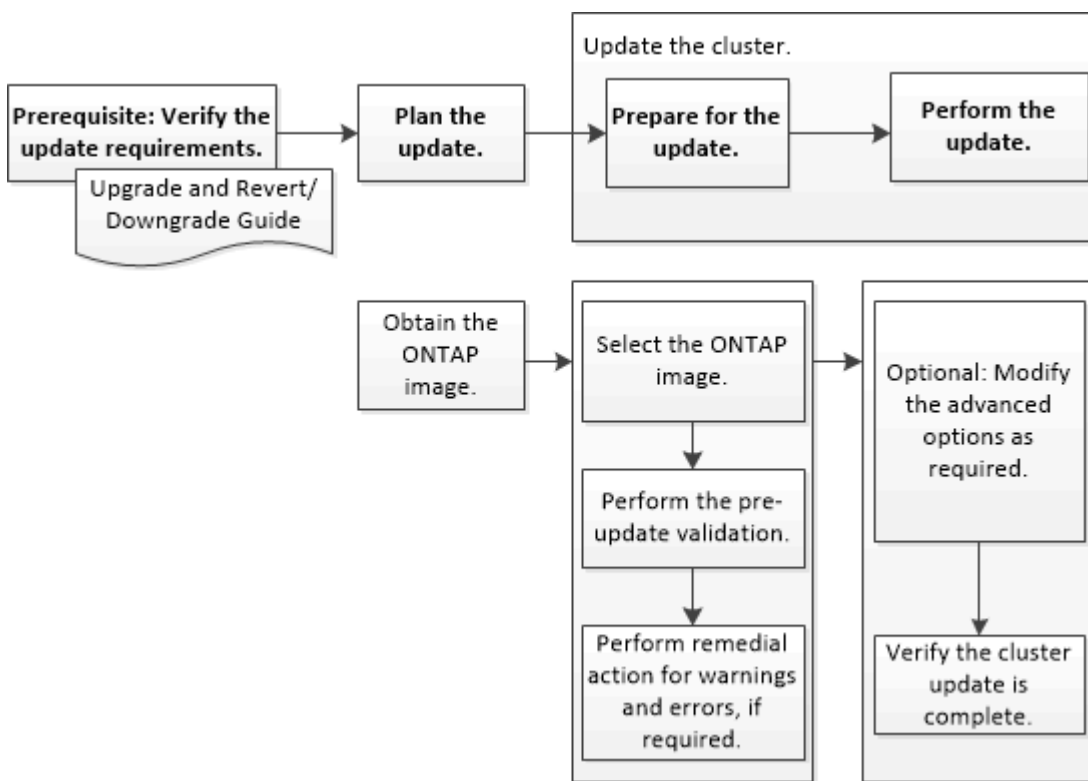 Update the cluster.
Prerequisite: Verify the
update requirements.
Upgrade and Revert/
Downgrade Guide
Plan the
update.
Prepare for the
update.
Perform the
update.
Obtain the
ONTAP
image.
Select the ONTAP
image.
Perform the pre-
update validation.
Perform remedial
action for warnings
and errors, if
required.
Optional: Modify
the advanced
options as
required.
Verify the cluster
update is
complete.